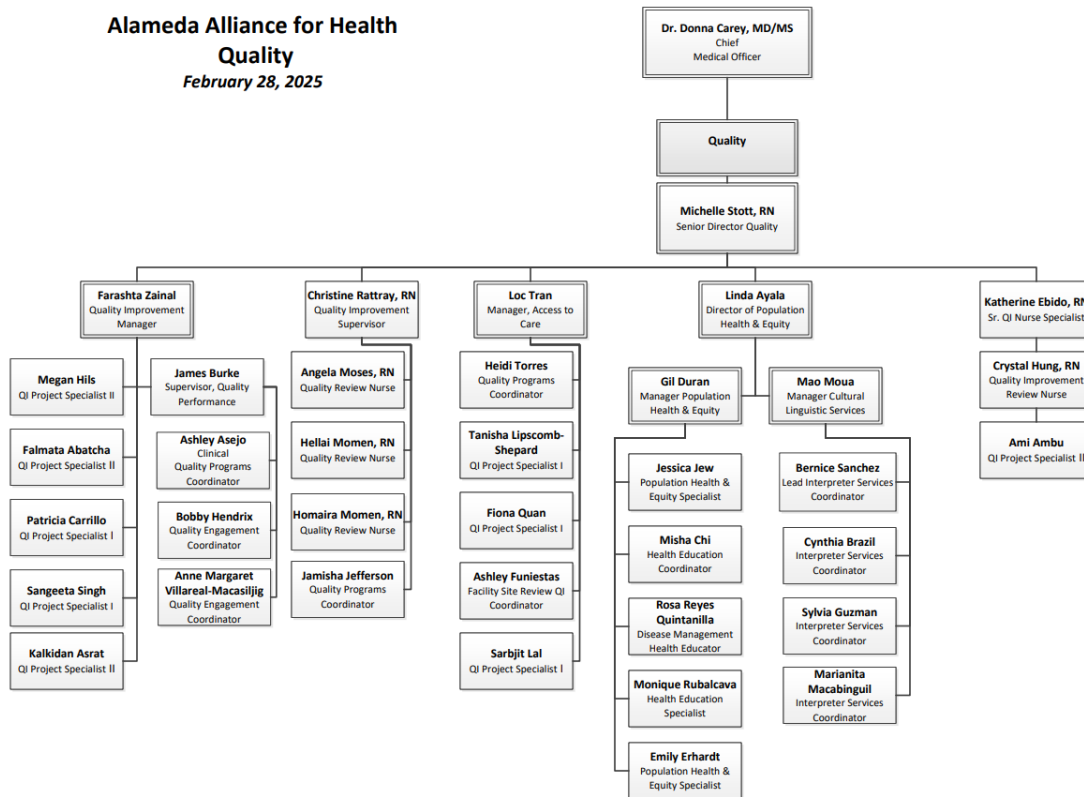 Alameda Alliance for Health
Quality
February 28, 2025
Dr. Donna Carey, MD/MS
Chief
Medical Officer
Quality
Michelle Stott, RN
Senior Director Quality
Farashta Zainal
Quality Improvement
Manager
Megan Hils
QI Project Specialist II
Falmata Abatcha
QI Project Specialist II
Patricia Carrillo
QI Project Specialist I
Sangeeta Singh
QI Project Specialist I
Kalkidan Asrat
QI Project Specialist II
James Burke
Supervisor, Quality
Performance
Ashley Asejo
Clinical
Quality Programs
Coordinator
Bobby Hendrix
Quality Engagement
Coordinator
Anne Margaret
Villareal-Macasiljig
Quality Engagement
Coordinator
Christine Rattray, RN
Quality Improvement
Supervisor
Angela Moses, RN
Quality Review Nurse
Hellai Momen, RN
Quality Review Nurse
Homaira Momen, RN
Quality Review Nurse
Jamisha Jefferson
Quality Programs
Coordinator
Loc Tran
Manager, Access to
Care
Heidi Torres
Quality Programs
Coordinator
Tanisha Lipscomb-
Shepard
QI Project Specialist I
Fiona Quan
QI Project Specialist I
Ashley Funiestas
Facility Site Review QI
Coordinator
Sarbjit Lal
QI Project Specialist I
Linda Ayala
Director of Population
Health & Equity
Gil Duran
Manager Population
Health & Equity
Jessica Jew
Population Health &
Equity Specialist
Misha Chi
Health Education
Coordinator
Rosa Reyes
Quintanilla
Disease Management
Health Educator
Monique Rubalcava
Health Education
Specialist
Emily Erhardt
Population Health &
Equity Specialist
Mao Moua
Manager Cultural
Linguistic Services
Bernice Sanchez
Lead Interpreter Services
Coordinator
Cynthia Brazil
Interpreter Services
Coordinator
Sylvia Guzman
Interpreter Services
Coordinator
Marianita
Macabinguil
Interpreter Services
Coordinator
Katherine Ebido, RN
Sr. QI Nurse Specialist
Crystal Hung, RN
Quality Improvement
Review Nurse
Ami Ambu
QI Project Specialist II